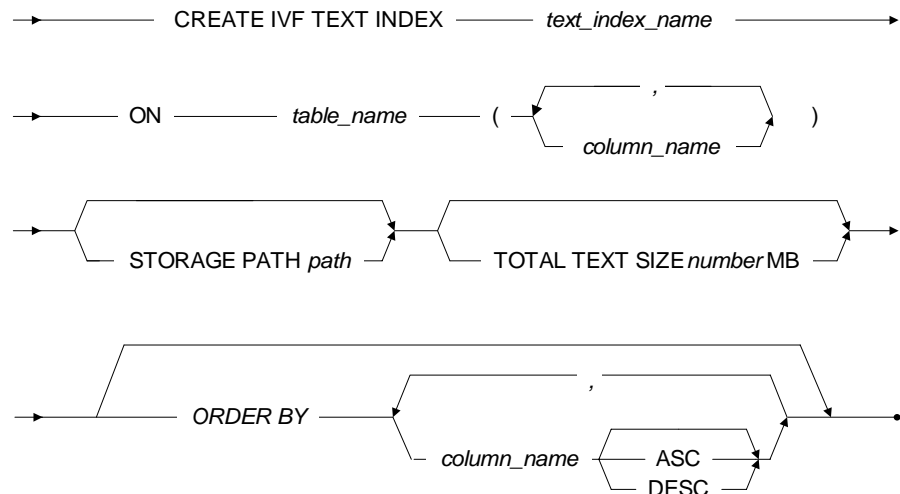 CREATE IVF TEXT INDEX text_index_name
,
ON table_name ( )
column_name
STORAGE PATH path TOTAL TEXT SIZE number MB
,
ORDER BY
column_name ASC
DESC